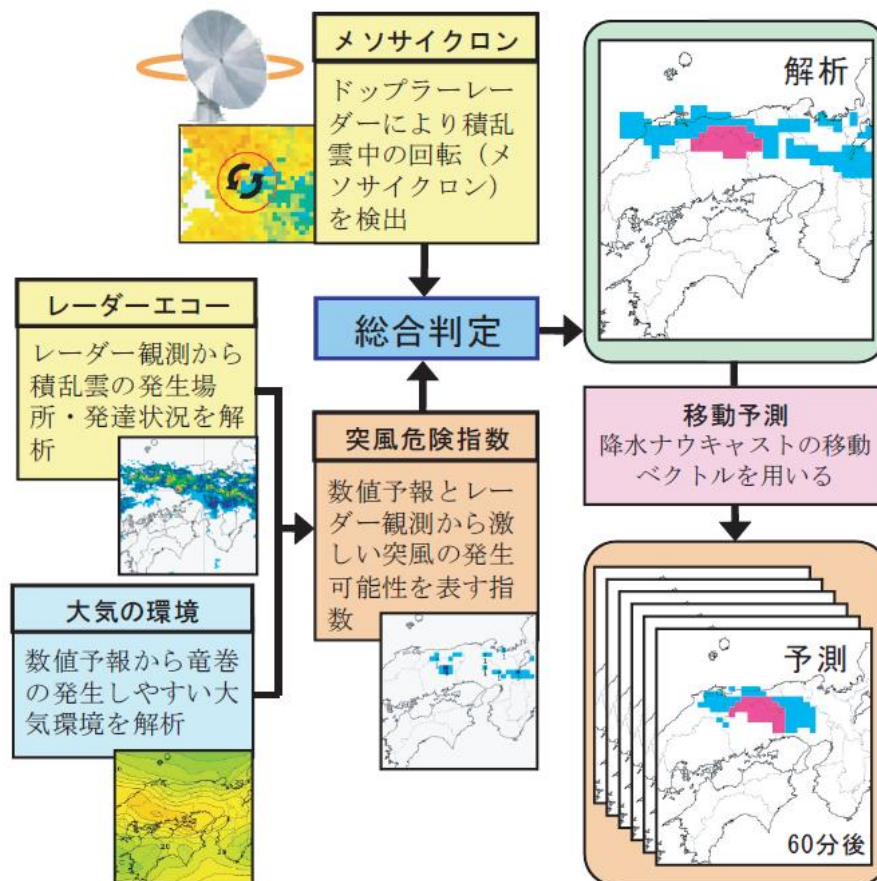 メソサイクロン
ドップラーレー
ダーにより積乱
雲中の回転（メ
ソサイクロン）
を検出
解析
レーダーエコー
レーダー観測から
積乱雲の発生場
所・発達状況を解
析
総合判定
大気の環境
数値予報から竜巻
の発生しやすい大
気環境を解析
突風危険指数
数値予報とレー
ダー観測から激
しい突風の発生
可能性を表す指
数
移動予測
降水ナウキャストの移動
ベクトルを用いる
予測
60分後